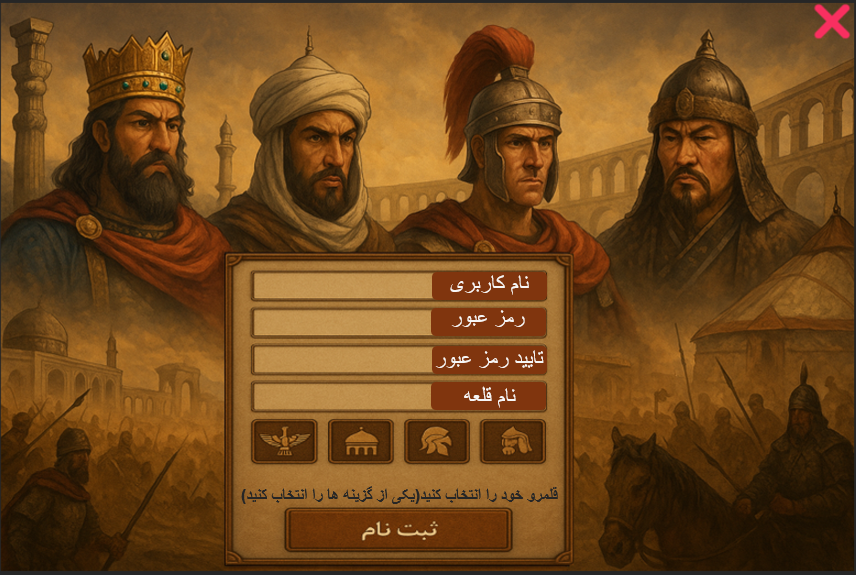 نام کاربری
رمز عبور
تایید رمز عبور
نام قلعه
قلمرو خود را انتخاب کنید(یکی از گزینه ها را انتخاب کنید)
ثبت نام